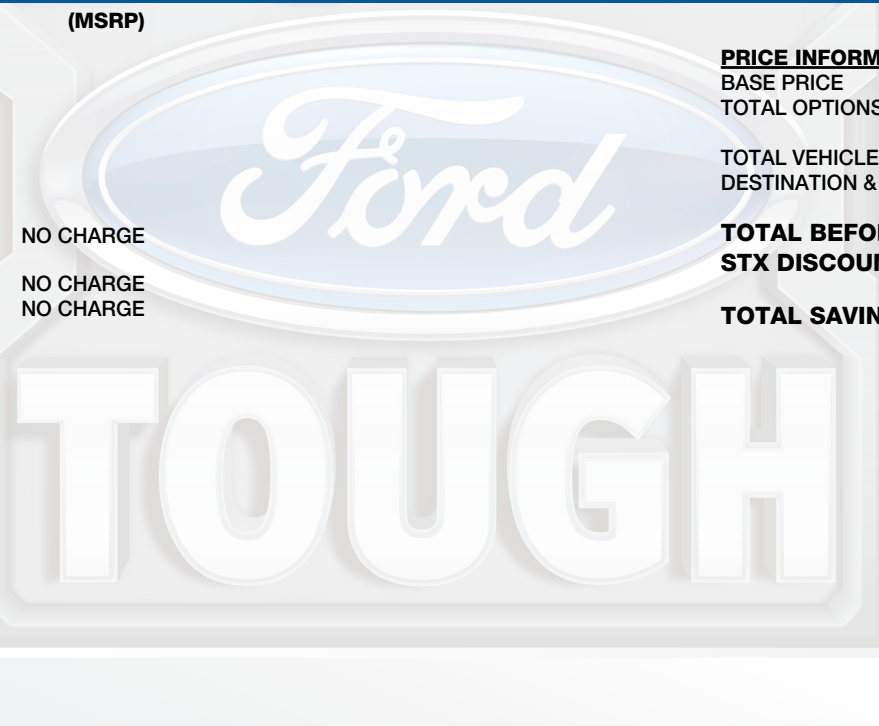 (MSRP)
NO CHARGE
NO CHARGE
NO CHARGE
PRICE INFORM
BASE PRICE
TOTAL OPTIONS
TOTAL VEHICLE
DESTINATION &
TOTAL BEFO
STX DISCOUN
TOTAL SAVIN
Ford
TOUGH